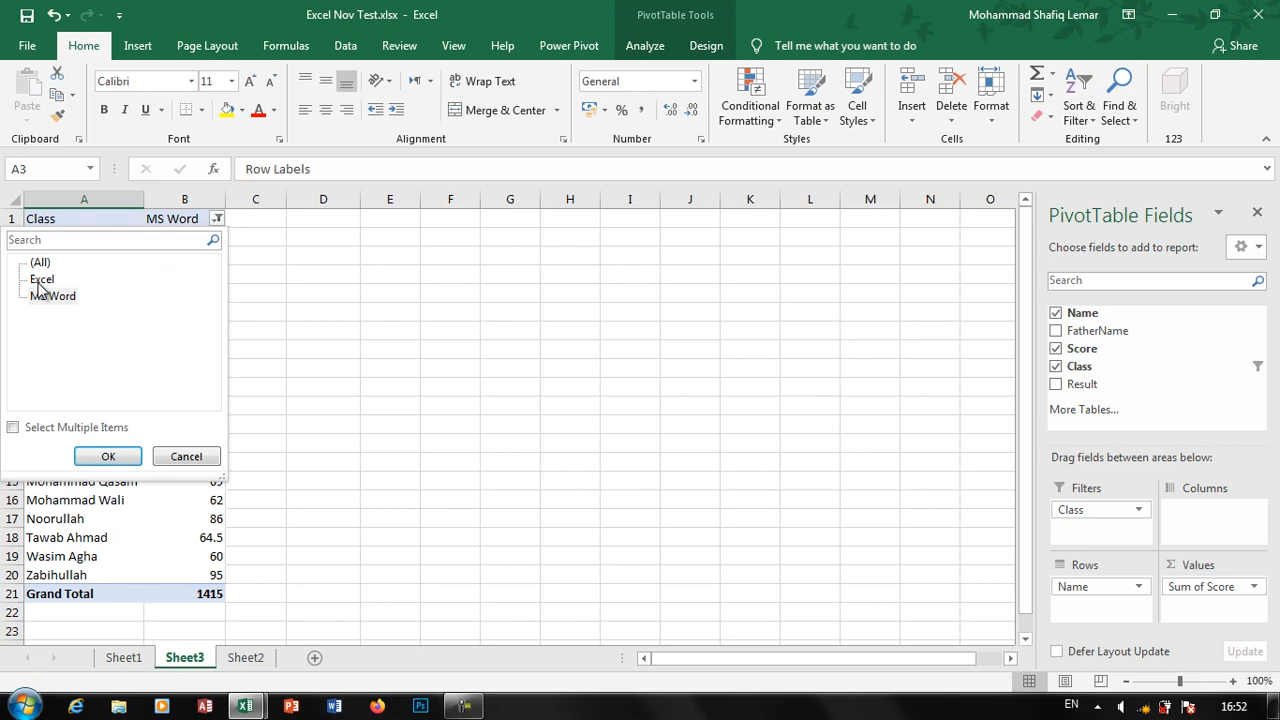 Excel Nov Test.xlsx - Excel
PivotTable Tools
Mohammad Shafiq Lemar
File Home Insert Page Layout Formulas Data Review View Help Power Pivot Analyze Design Tell me what you want to do Share
Paste
Calibri 11
B I U
Wrap Text
Merge & Center
General
% ,
Conditional Formatting
Format as Table
Cell Styles
Insert Delete Format
Sort & Filter
Find & Select
Bright
Clipboard Font Alignment Number Styles Cells Editing 123
A3 fx Row Labels
A B C D E F G H I J K L M N O
1 Class MS Word
Search
(All)
Excel
MS Word
Select Multiple Items
OK Cancel
16 Mohammad Wali 62
17 Noorullah 86
18 Tawab Ahmad 64.5
19 Wasim Agha 60
20 Zabihullah 95
21 Grand Total 1415
22
23
Sheet1 Sheet3 Sheet2
PivotTable Fields
Choose fields to add to report:
Search
Name
FatherName
Score
Class
Result
More Tables...
Drag fields between areas below:
Filters Columns
Class
Rows Σ Values
Name Sum of Score
Defer Layout Update Update
100%
EN 16:52